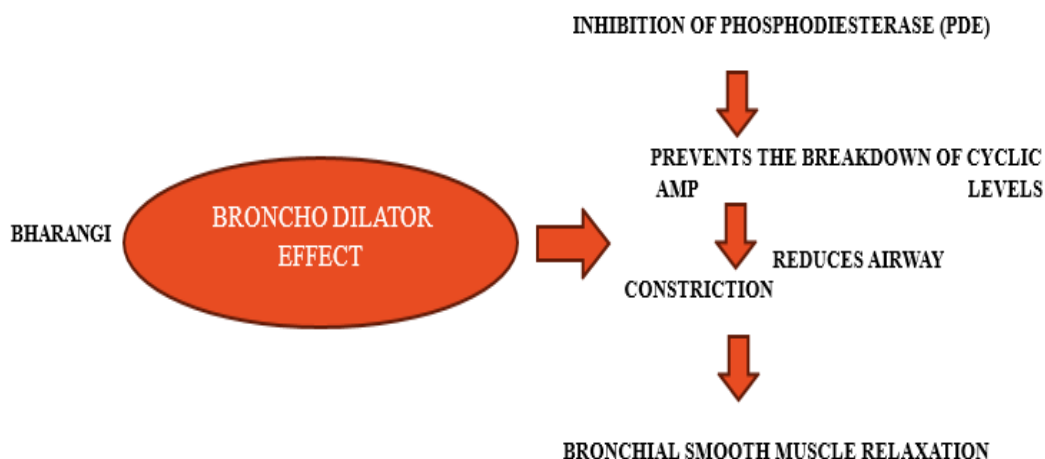 INHIBITION OF PHOSPHODIESTERASE (PDE)
PREVENTS THE BREAKDOWN OF CYCLIC
AMP LEVELS
BHARANGI
BRONCHO DILATOR
EFFECT
REDUCES AIRWAY
CONSTRICTION
BRONCHIAL SMOOTH MUSCLE RELAXATION